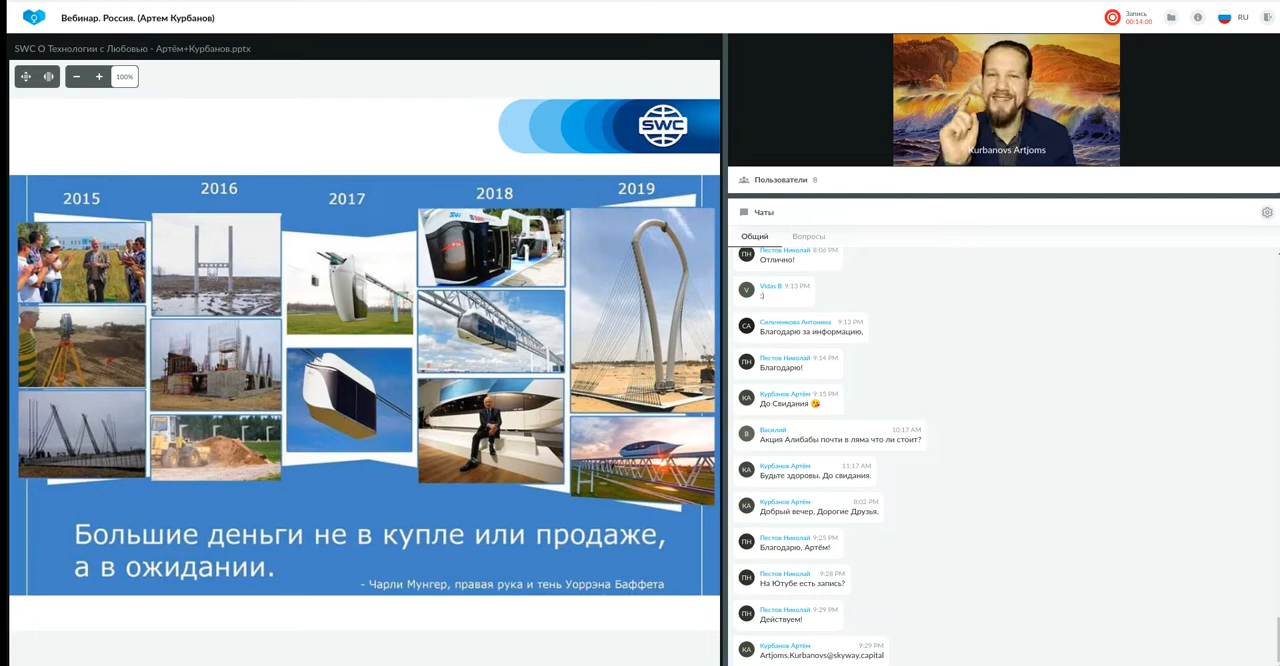 Вебинар. Россия. (Артем Курбанов)
Запись
00:14:00
RU
SWC О Технологии с Любовью - Артём+Курбанов.pptx
100%
SWC
2015
2016
2017
2018
2019
Большие деньги не в купле или продаже,
а в ожидании.
- Чарли Мунгер, правая рука и тень Уоррэна Баффета
Kurbanovs Artjoms
Пользователи 8
Чаты
Общий
Вопросы
ПН
Пестов Николай 8:06 PM
Отлично!
V
Vidas B 9:13 PM
:)
СА
Сильченкова Антонина 9:13 PM
Благодарю за информацию,
ПН
Пестов Николай 9:14 PM
Благодарю!
КА
Курбанов Артём 9:15 PM
До Свидания 😘
В
Василий 10:17 AM
Акция Алибабы почти в ляма что ли стоит?
КА
Курбанов Артём 11:17 AM
Будьте здоровы. До свидания.
КА
Курбанов Артём 8:02 PM
Добрый вечер, Дорогие Друзья.
ПН
Пестов Николай 9:25 PM
Благодарю, Артём!
ПН
Пестов Николай 9:28 PM
На Ютубе есть запись?
ПН
Пестов Николай 9:29 PM
Действуем!
КА
Курбанов Артём 9:29 PM
Artjoms.Kurbanovs@skyway.capital